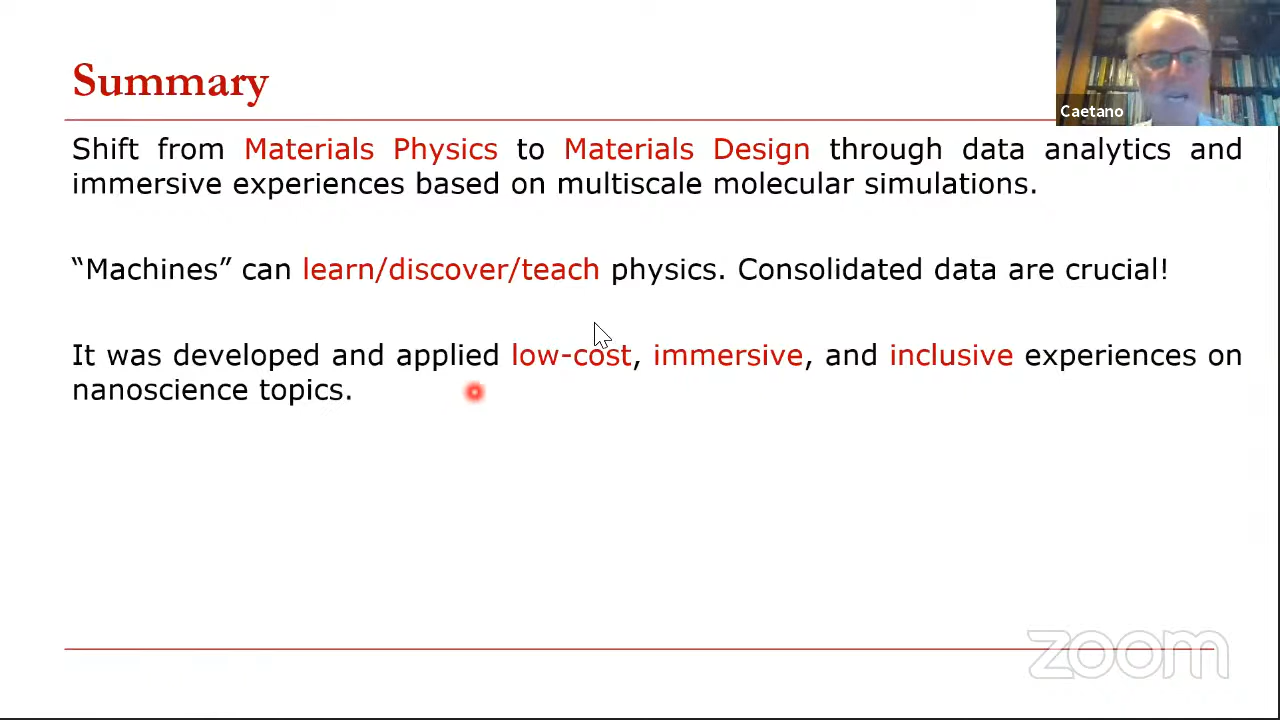 Summary
Caetano
Shift from Materials Physics to Materials Design through data analytics and
immersive experiences based on multiscale molecular simulations.
“Machines” can learn/discover/teach physics. Consolidated data are crucial!
It was developed and applied low-cost, immersive, and inclusive experiences on
nanoscience topics.
zoom